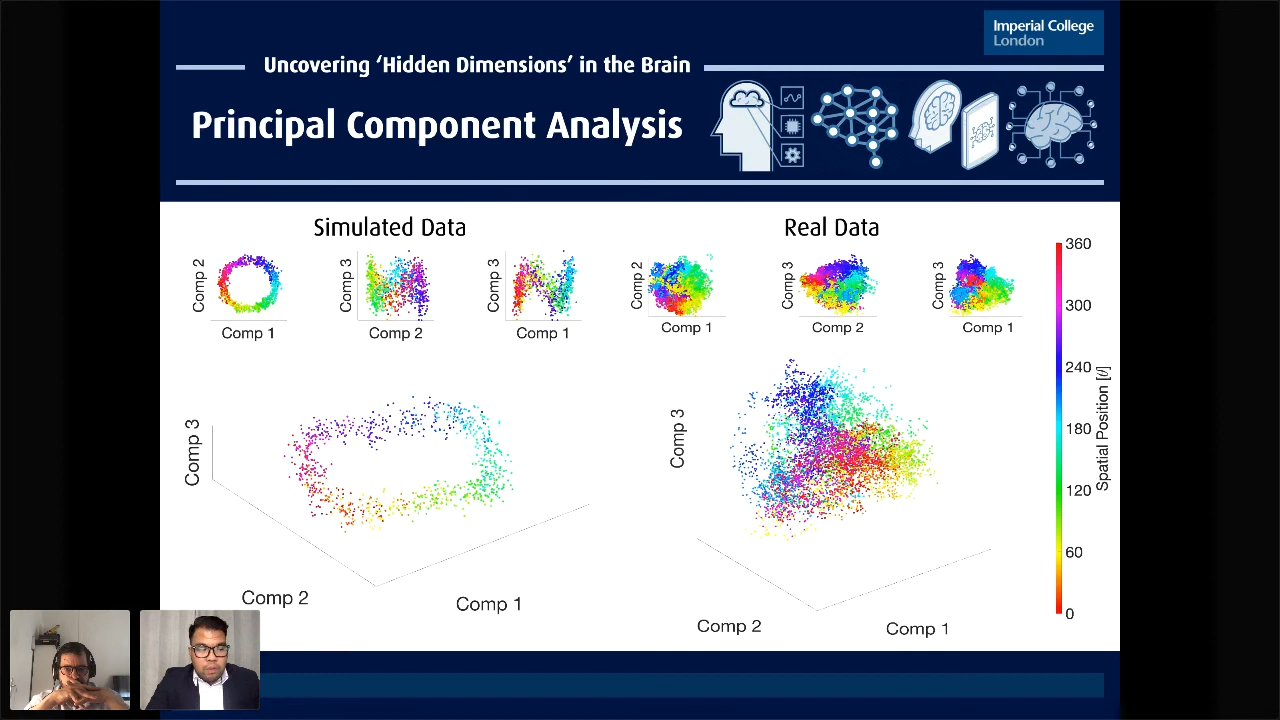 Imperial College
London
Uncovering ‘Hidden Dimensions’ in the Brain
Principal Component Analysis
Simulated Data
Real Data
Comp 2
Comp 1
Comp 3
Comp 2
Comp 3
Comp 1
Comp 2
Comp 1
Comp 3
Comp 2
Comp 3
Comp 1
Comp 3
Comp 2
Comp 1
Comp 3
Comp 2
Comp 1
360
300
240
180
120
60
0
Spatial Position [θ]